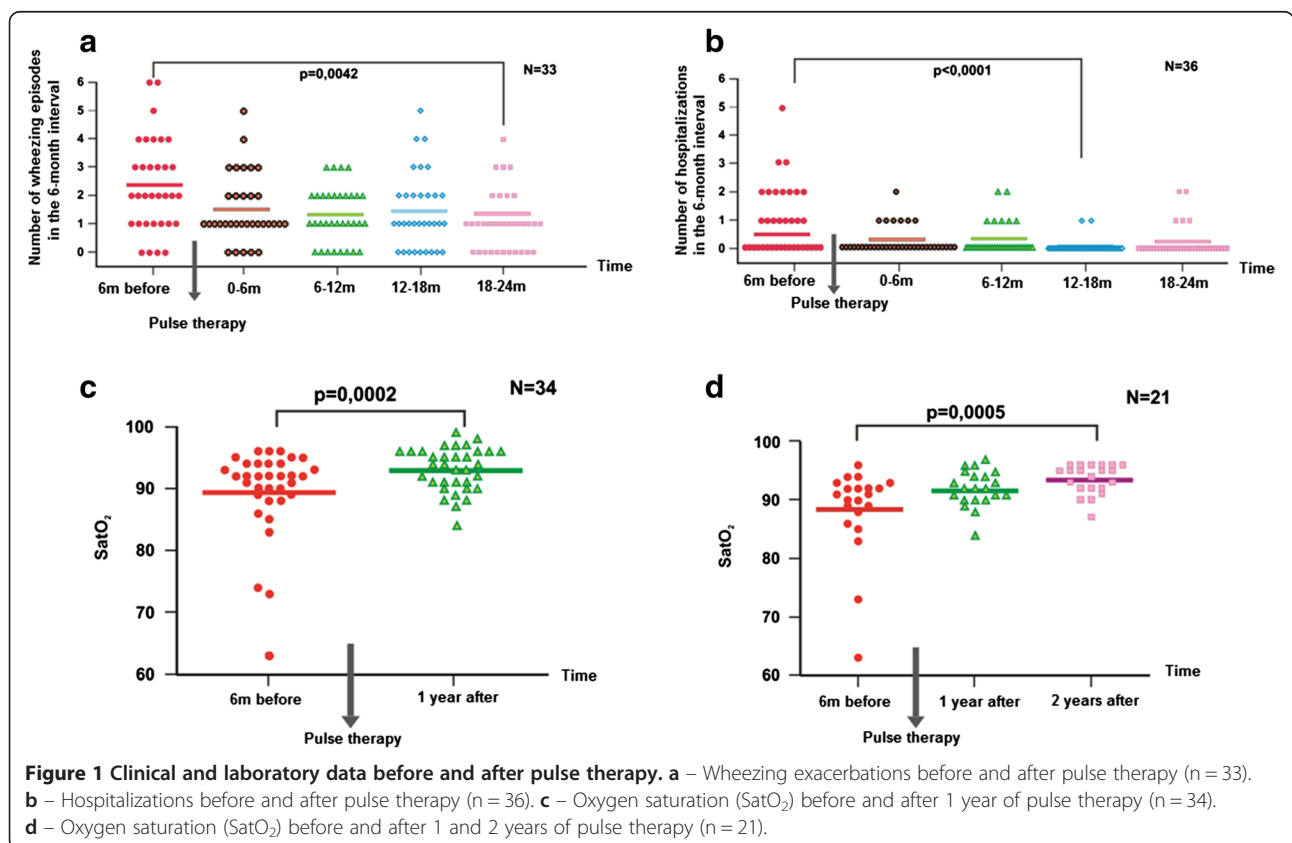 a
p=0,0042
N=33
Number of wheezing episodes
in the 6-month interval
6
5
4
3
2
1
0
6m before
0-6m
6-12m
12-18m
18-24m
Time
Pulse therapy
b
p<0,0001
N=36
Number of hospitalizations
in the 6-month interval
6
5
4
3
2
1
0
6m before
0-6m
6-12m
12-18m
18-24m
Time
Pulse therapy
c
p=0,0002
N=34
SatO₂
100
90
80
70
60
6m before
1 year after
Time
Pulse therapy
d
p=0,0005
N=21
SatO₂
100
90
80
70
60
6m before
1 year after
2 years after
Time
Pulse therapy
Figure 1 Clinical and laboratory data before and after pulse therapy. a – Wheezing exacerbations before and after pulse therapy (n = 33).
b – Hospitalizations before and after pulse therapy (n = 36). c – Oxygen saturation (SatO₂) before and after 1 year of pulse therapy (n = 34).
d – Oxygen saturation (SatO₂) before and after 1 and 2 years of pulse therapy (n = 21).